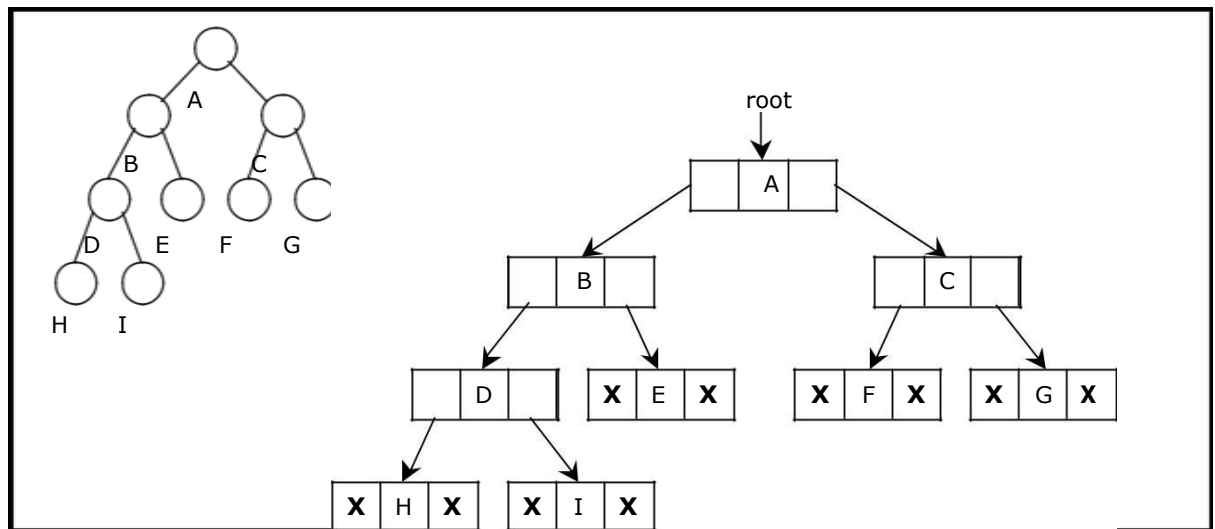 A
B C
D E F G
H I
root
A
B C
D X E X X F X X G X
X H X X I X